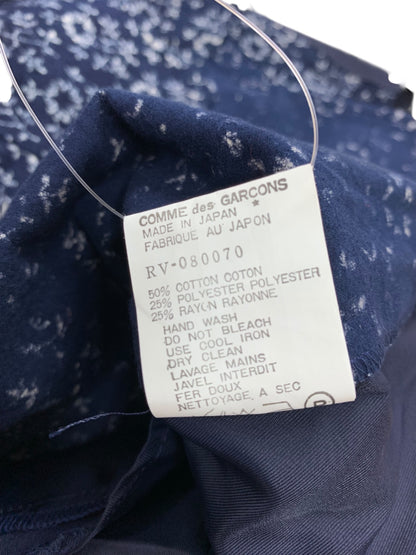 COMME des GARCONS
MADE IN JAPAN ★
FABRIQUE AU JAPON
RV-080070
50% COTTON COTON
25% POLYESTER POLYESTER
25% RAYON RAYONNE
HAND WASH
DO NOT BLEACH
USE COOL IRON
DRY CLEAN
LAVAGE MAINS
JAVEL INTERDIT
FER DOUX
NETTOYAGE, A SEC